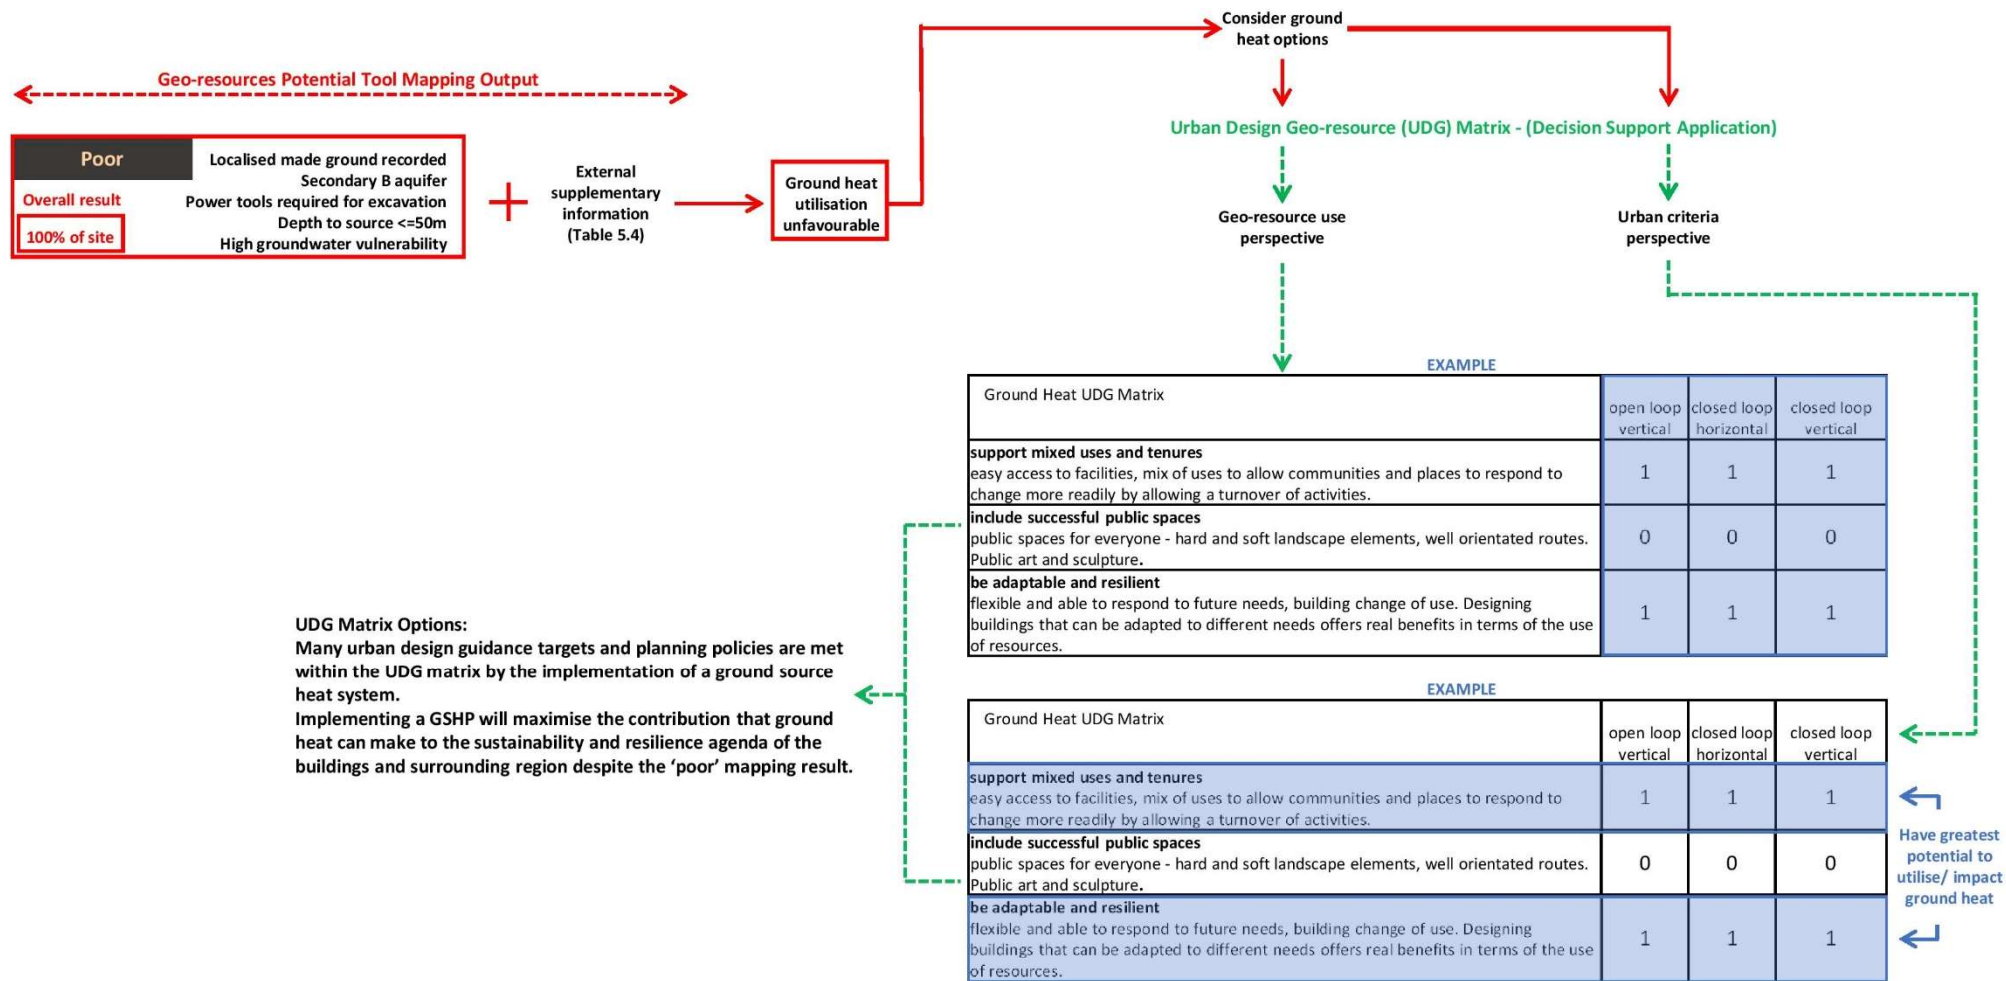 Consider ground
heat options
Geo-resources Potential Tool Mapping Output
Urban Design Geo-resource (UDG) Matrix - (Decision Support Application)
Poor
Overall result
100% of site
Localised made ground recorded
Secondary B aquifer
Power tools required for excavation
Depth to source <=50m
High groundwater vulnerability
+
External
supplementary
information
(Table 5.4)
Ground heat
utilisation
unfavourable
Geo-resource use
perspective
Urban criteria
perspective
EXAMPLE
Ground Heat UDG Matrix
open loop vertical
closed loop horizontal
closed loop vertical
support mixed uses and tenures
easy access to facilities, mix of uses to allow communities and places to respond to
change more readily by allowing a turnover of activities.
1 1 1
include successful public spaces
public spaces for everyone - hard and soft landscape elements, well orientated routes.
Public art and sculpture.
0 0 0
be adaptable and resilient
flexible and able to respond to future needs, building change of use. Designing
buildings that can be adapted to different needs offers real benefits in terms of the use
of resources.
1 1 1
UDG Matrix Options:
Many urban design guidance targets and planning policies are met
within the UDG matrix by the implementation of a ground source
heat system.
Implementing a GSHP will maximise the contribution that ground
heat can make to the sustainability and resilience agenda of the
buildings and surrounding region despite the ‘poor’ mapping result.
EXAMPLE
Ground Heat UDG Matrix
open loop vertical
closed loop horizontal
closed loop vertical
support mixed uses and tenures
easy access to facilities, mix of uses to allow communities and places to respond to
change more readily by allowing a turnover of activities.
1 1 1
include successful public spaces
public spaces for everyone - hard and soft landscape elements, well orientated routes.
Public art and sculpture.
0 0 0
be adaptable and resilient
flexible and able to respond to future needs, building change of use. Designing
buildings that can be adapted to different needs offers real benefits in terms of the use
of resources.
1 1 1
Have greatest
potential to
utilise/ impact
ground heat